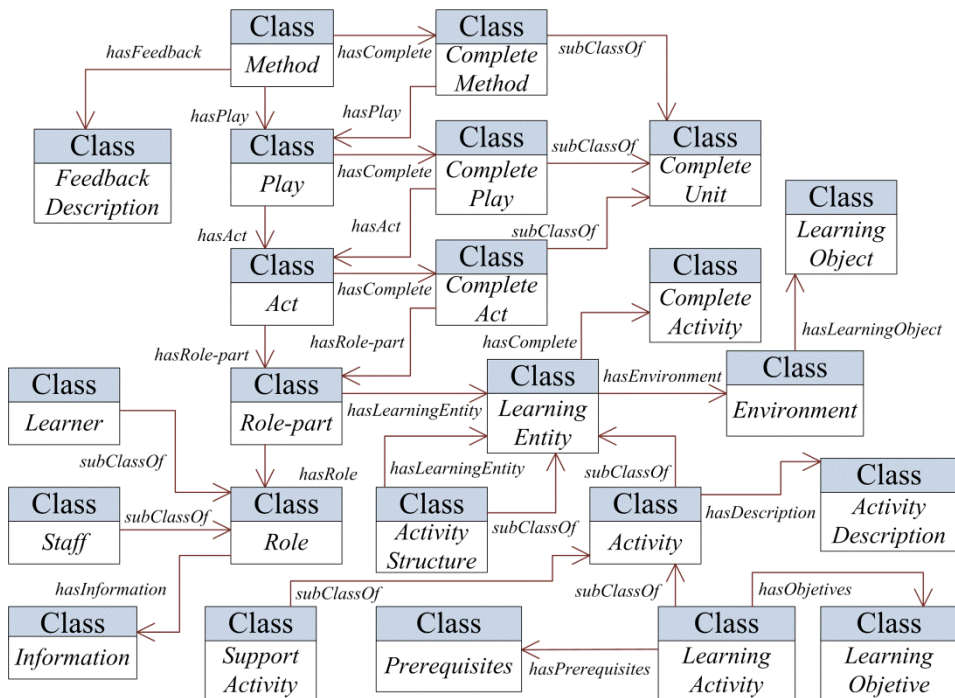 Class
Method
hasComplete
Class
Complete
Method
subClassOf
hasFeedback
hasPlay
hasPlay
Class
Feedback
Description
Class
Play
hasComplete
Class
Complete
Play
subClassOf
Class
Complete
Unit
Class
Learning
Object
hasAct
hasAct
subClassOf
Class
Act
hasComplete
Class
Complete
Act
Class
Complete
Activity
hasLearningObject
hasRole-part
hasRole-part
hasComplete
Class
Learner
Class
Role-part
hasLearningEntity
Class
Learning
Entity
hasEnvironment
Class
Environment
subClassOf
hasRole
hasLearningEntity
subClassOf
Class
Staff
subClassOf
Class
Role
Class
Activity
Structure
subClassOf
Class
Activity
hasDescription
Class
Activity
Description
hasInformation
subClassOf
subClassOf
hasObjetives
Class
Information
Class
Support
Activity
Class
Prerequisites
hasPrerequisites
Class
Learning
Activity
Class
Learning
Objetive